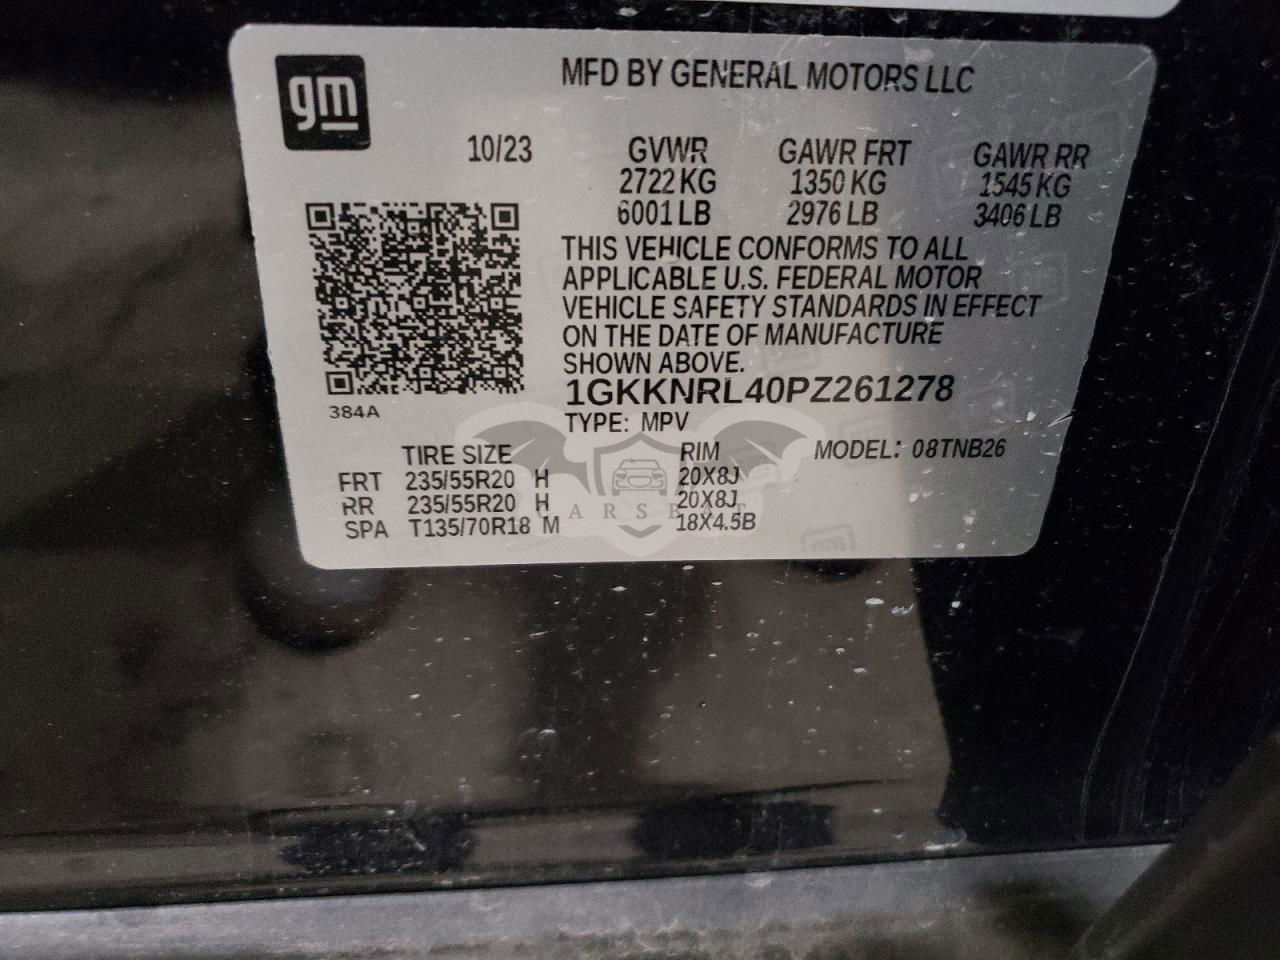 gm
MFD BY GENERAL MOTORS LLC
10/23 GVWR GAWR FRT GAWR RR
2722 KG 1350 KG 1545 KG
6001 LB 2976 LB 3406 LB
THIS VEHICLE CONFORMS TO ALL
APPLICABLE U.S. FEDERAL MOTOR
VEHICLE SAFETY STANDARDS IN EFFECT
ON THE DATE OF MANUFACTURE
SHOWN ABOVE.
1GKKNRL40PZ261278
384A
TYPE: MPV
TIRE SIZE RIM MODEL: 08TNB26
FRT 235/55R20 H 20X8J
RR 235/55R20 H 20X8J
CARSBAT
SPA T135/70R18 M 18X4.5B